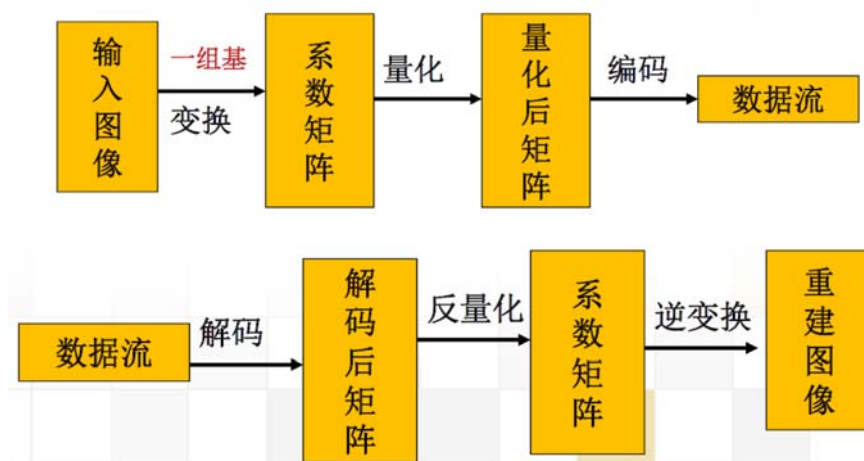 输入图像
一组基
变换
系数矩阵
量化
量化后矩阵
编码
数据流
数据流
解码
解码后矩阵
反量化
系数矩阵
逆变换
重建图像